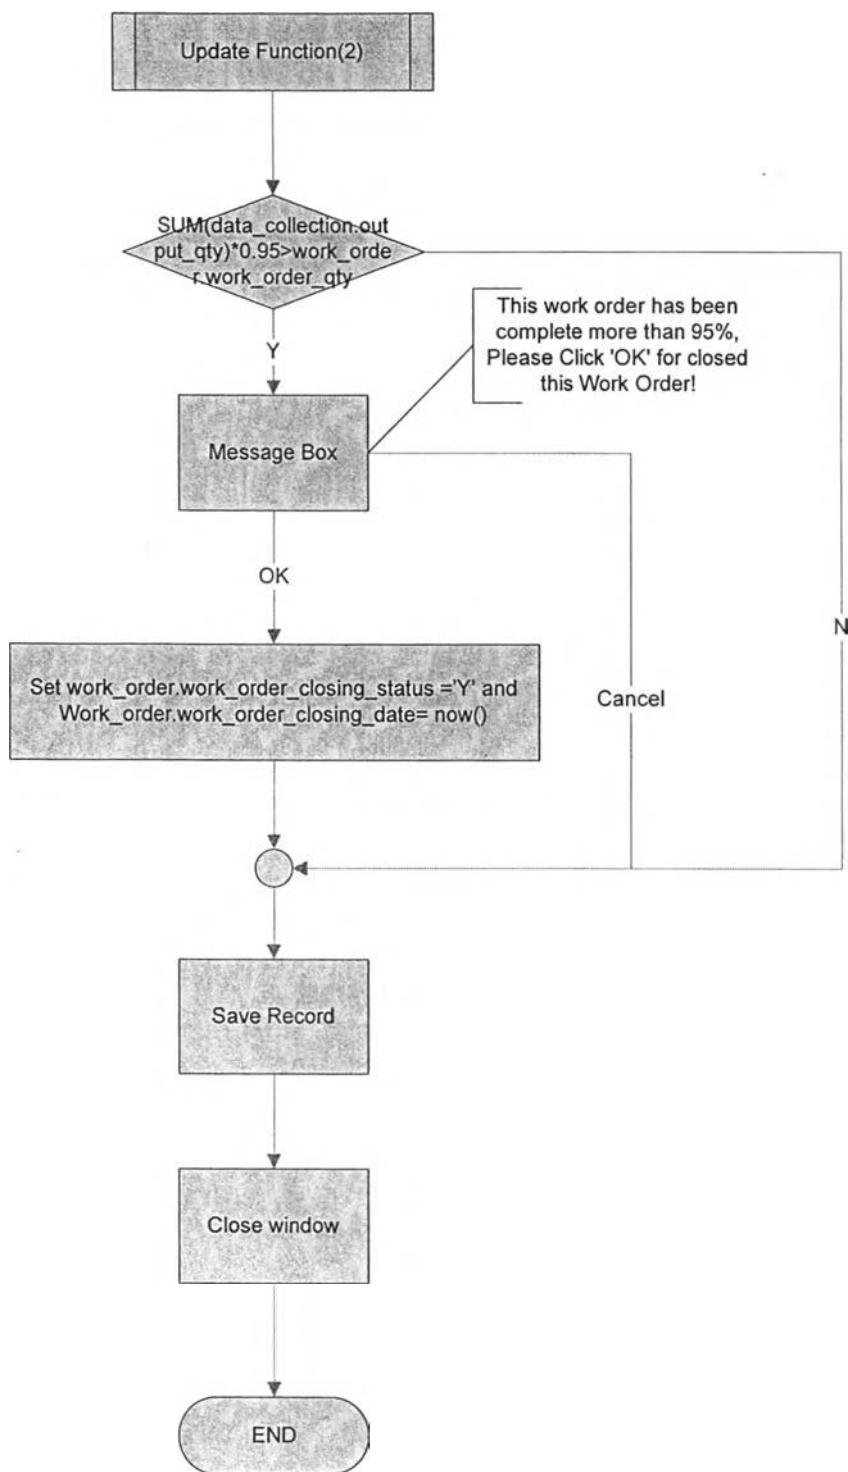 Update Function(2)
SUM(data_collection.out
put_qty)*0.95>work_orde
r.work_order_qty
This work order has been
complete more than 95%,
Please Click 'OK' for closed
this Work Order!
Y
Message Box
OK
N
Set work_order.work_order_closing_status ='Y' and
Work_order.work_order_closing_date= now()
Cancel
Save Record
Close window
END